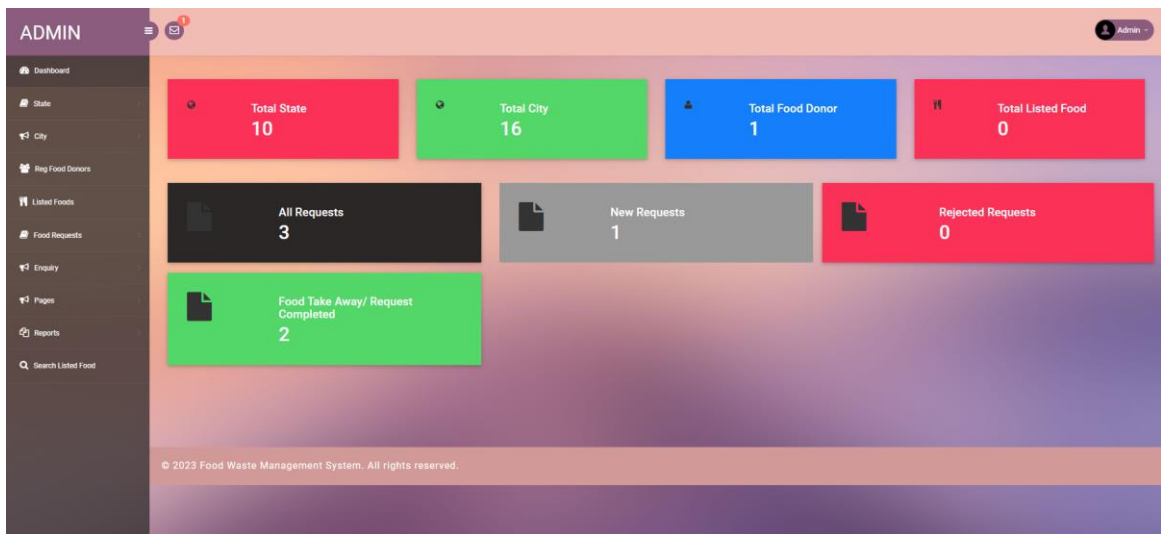 ADMIN
1
Admin
Dashboard
State
City
Reg Food Donors
Listed Foods
Food Requests
Enquiry
Pages
Reports
Search Listed Food
Total State
10
Total City
16
Total Food Donor
1
Total Listed Food
0
All Requests
3
New Requests
1
Rejected Requests
0
Food Take Away/ Request
Completed
2
© 2023 Food Waste Management System. All rights reserved.